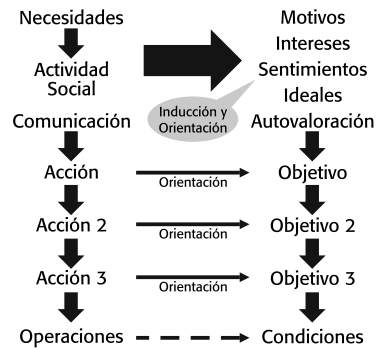 Necesidades
Actividad
Social
Comunicación
Acción
Acción 2
Acción 3
Operaciones
Inducción y
Orientación
Orientación
Orientación
Orientación
Motivos
Intereses
Sentimientos
Ideales
Autovaloración
Objetivo
Objetivo 2
Objetivo 3
Condiciones